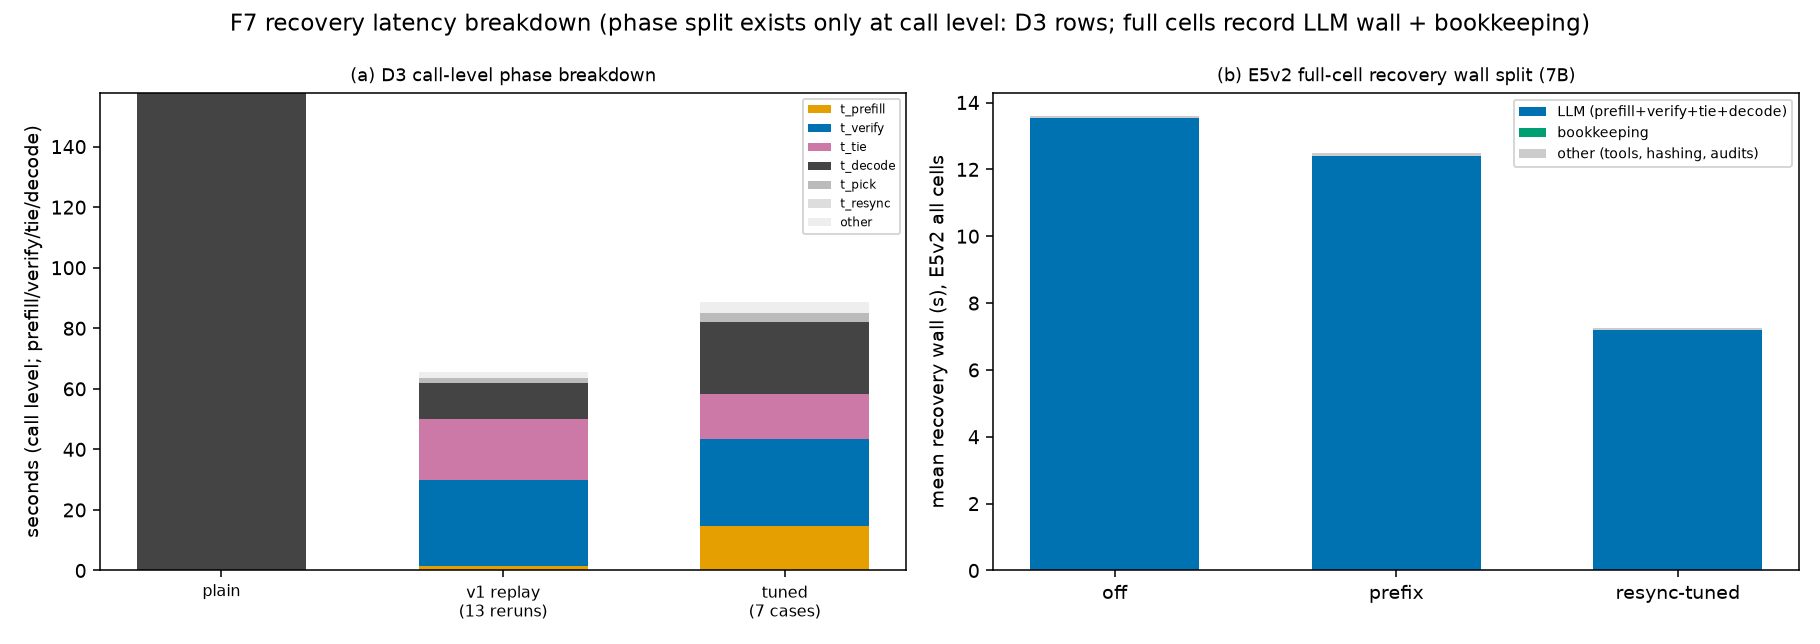 F7 recovery latency breakdown (phase split exists only at call level: D3 rows; full cells record LLM wall + bookkeeping)
(a) D3 call-level phase breakdown
seconds (call level; prefill/verify/tie/decode)
140
120
100
80
60
40
20
0
t_prefill
t_verify
t_tie
t_decode
t_pick
t_resync
other
plain
v1 replay
(13 reruns)
tuned
(7 cases)
(b) E5v2 full-cell recovery wall split (7B)
mean recovery wall (s), E5v2 all cells
14
12
10
8
6
4
2
0
LLM (prefill+verify+tie+decode)
bookkeeping
other (tools, hashing, audits)
off
prefix
resync-tuned